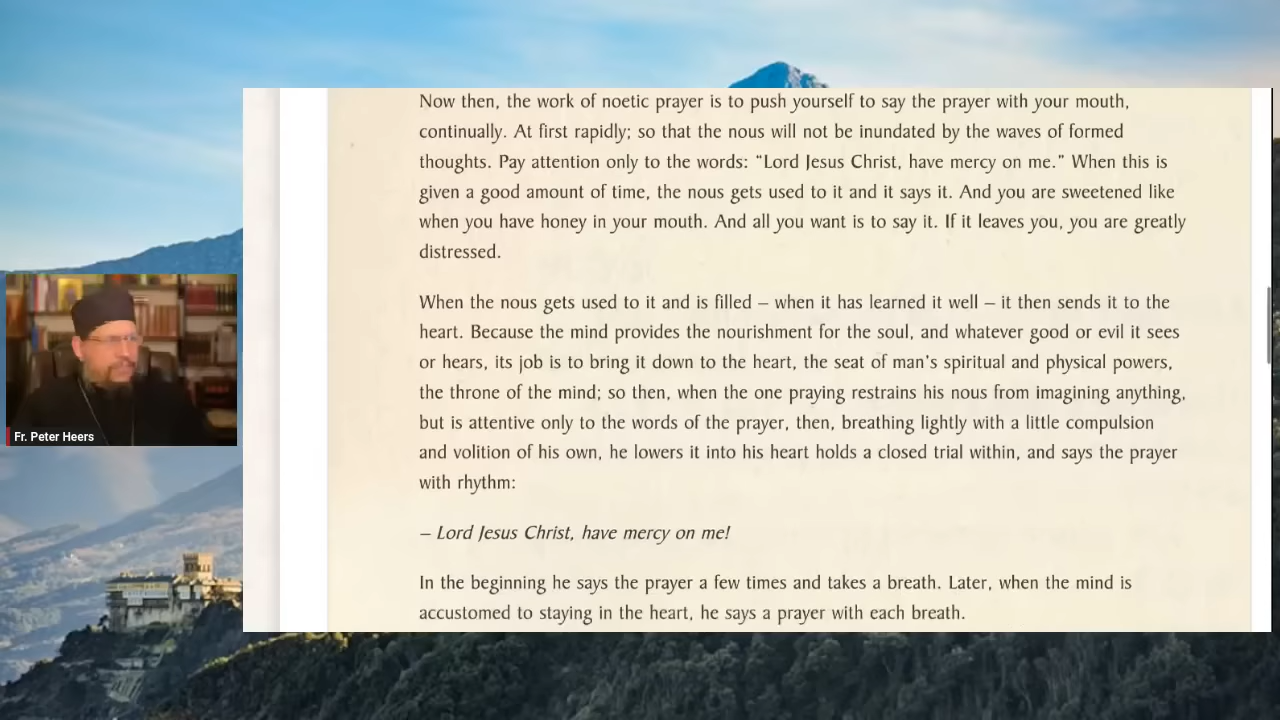 Now then, the work of noetic prayer is to push yourself to say the prayer with your mouth,
continually. At first rapidly; so that the nous will not be inundated by the waves of formed
thoughts. Pay attention only to the words: “Lord Jesus Christ, have mercy on me.” When this is
given a good amount of time, the nous gets used to it and it says it. And you are sweetened like
when you have honey in your mouth. And all you want is to say it. If it leaves you, you are greatly
distressed.
When the nous gets used to it and is filled – when it has learned it well – it then sends it to the
heart. Because the mind provides the nourishment for the soul, and whatever good or evil it sees
or hears, its job is to bring it down to the heart, the seat of man’s spiritual and physical powers,
the throne of the mind; so then, when the one praying restrains his nous from imagining anything,
but is attentive only to the words of the prayer, then, breathing lightly with a little compulsion
and volition of his own, he lowers it into his heart holds a closed trial within, and says the prayer
with rhythm:
– Lord Jesus Christ, have mercy on me!
In the beginning he says the prayer a few times and takes a breath. Later, when the mind is
accustomed to staying in the heart, he says a prayer with each breath.
Fr. Peter Heers